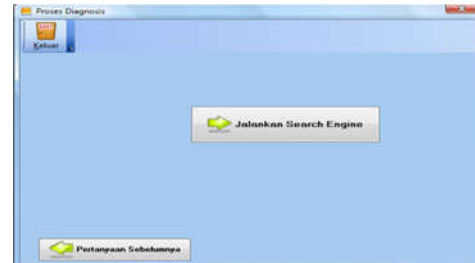 Proses Diagnosis
Keluar
Jalankan Search Engine
Pertanyaan Sebelumnya